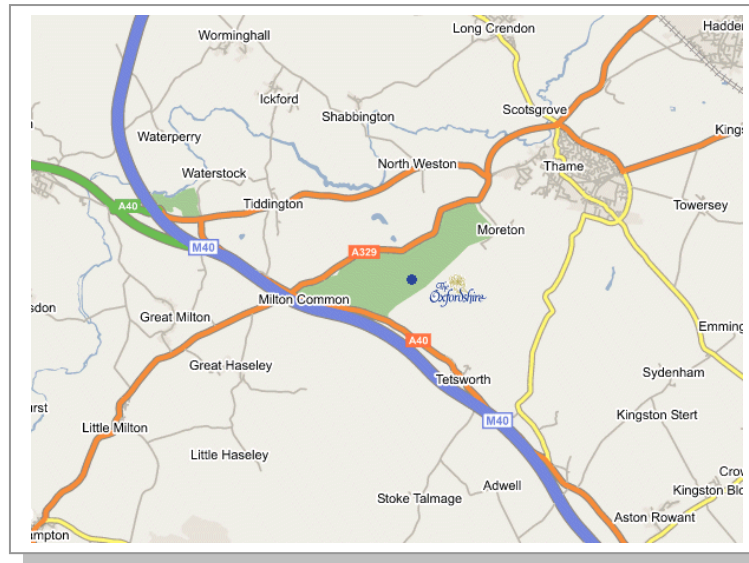 Long Crendon
Hadden
Worminghall
Ickford
Scotsgrove
Shabbington
Waterperry
Kings
North Weston
Thame
Waterstock
Tiddington
Towersey
A40
Moreton
M40
A329
The
Oxfordshire
Milton Common
sdon
Great Milton
Emming
A40
Great Haseley
Sydenham
Tetsworth
urst
Kingston Stert
Little Milton
M40
Little Haseley
Crow
Adwell
Kingston Blo
Stoke Talmage
Aston Rowant
ampton